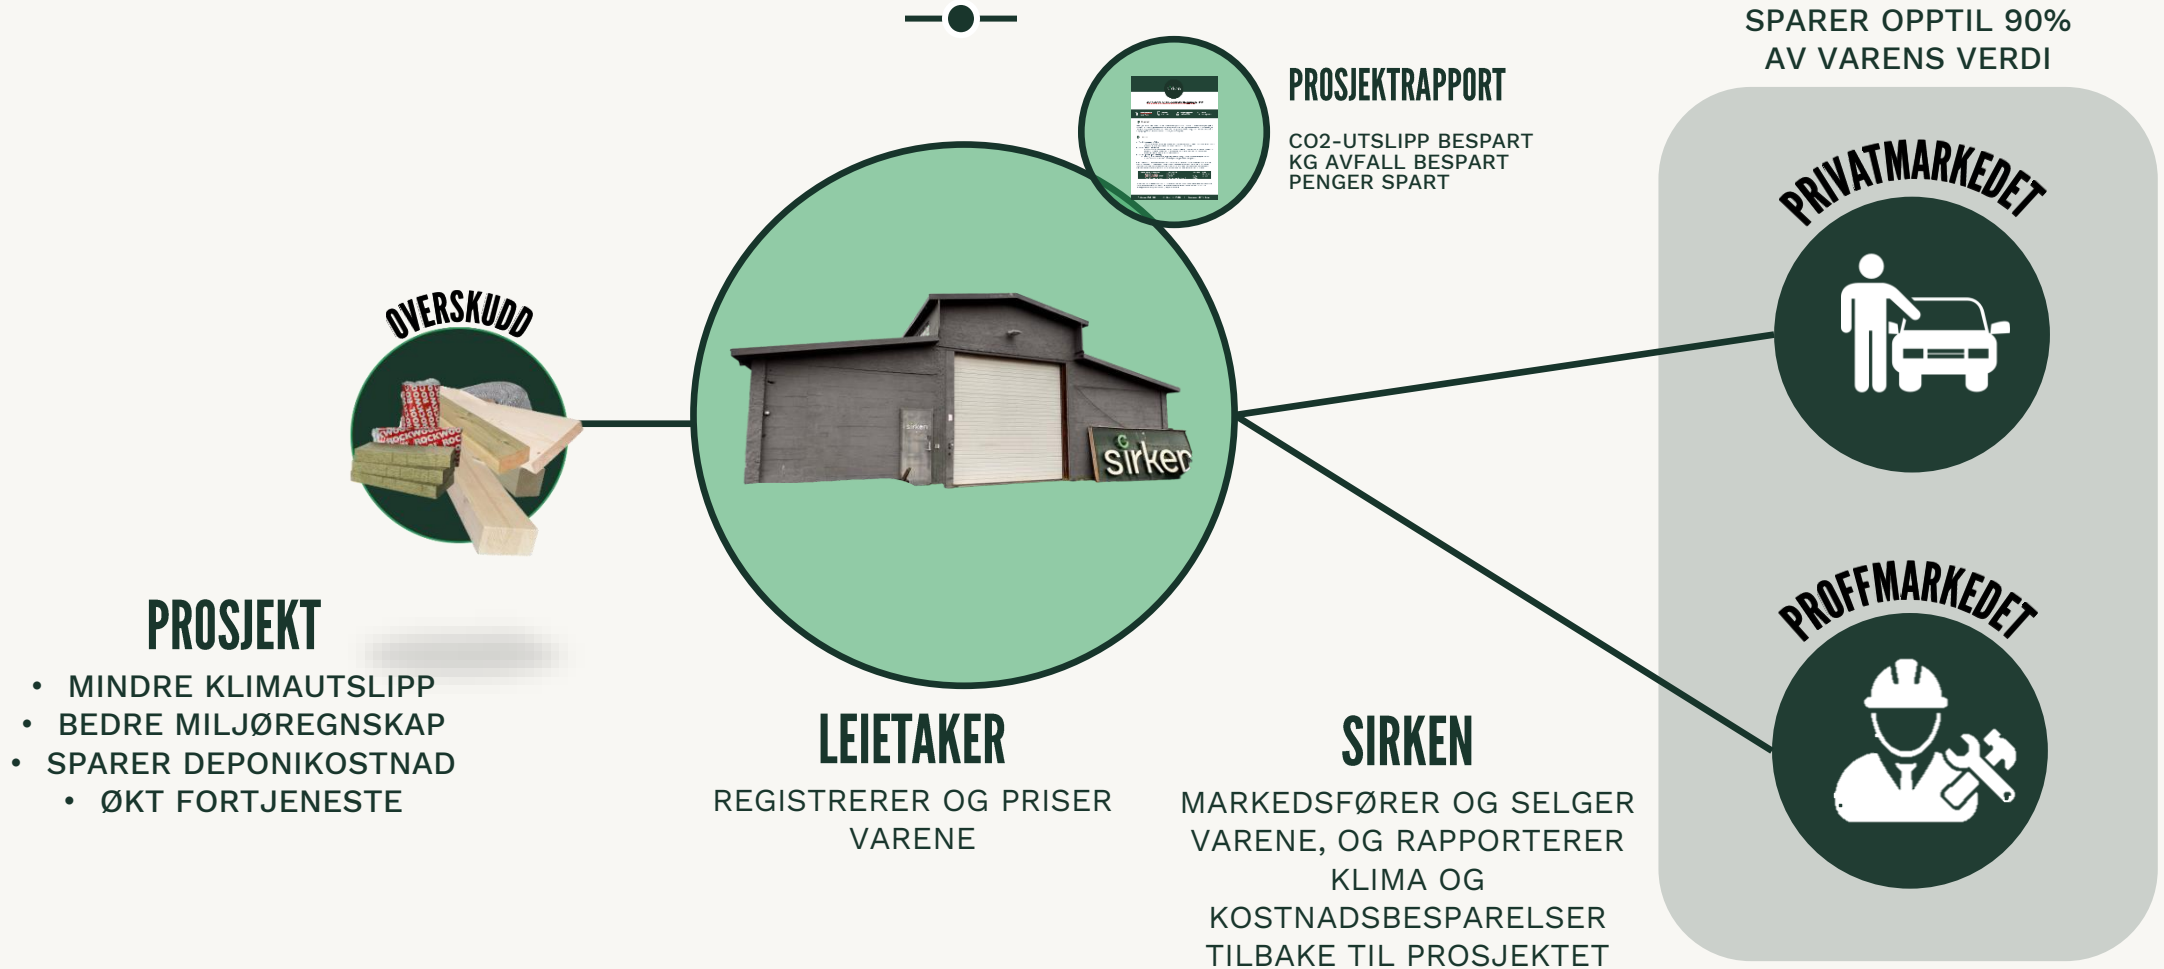 SPARER OPPTIL 90%
AV VARENS VERDI
PROSJEKTRAPPORT
CO2-UTSLIPP BESPART
KG AVFALL BESPART
PENGER SPART
PRIVATMARKEDET
OVERSKUDD
ROCKWOOL
sirken
sirken
PROFFMARKEDET
PROSJEKT
• MINDRE KLIMAUTSLIPP
• BEDRE MILJØREGNSKAP
• SPARER DEPONIKOSTNAD
• ØKT FORTJENESTE
LEIETAKER
REGISTRERER OG PRISER
VARENE
SIRKEN
MARKEDSFØRER OG SELGER
VARENE, OG RAPPORTERER
KLIMA OG
KOSTNADSBESPARELSER
TILBAKE TIL PROSJEKTET